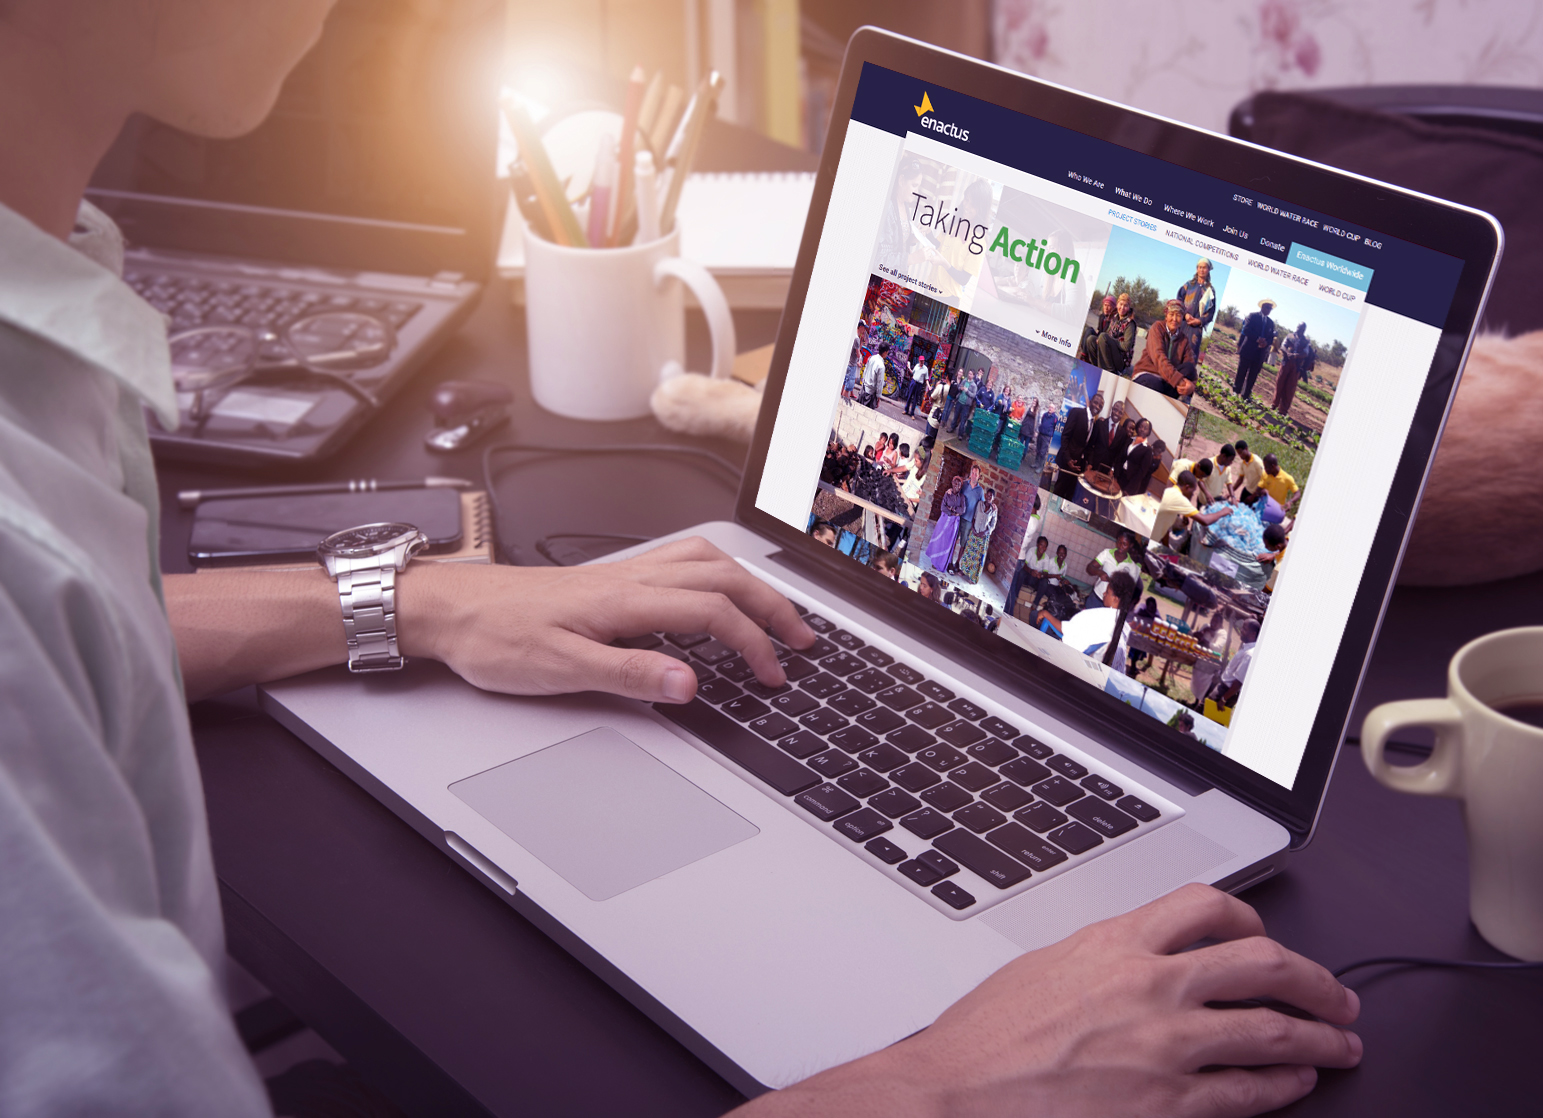 enactus
STORE WORLD WATER RACE WORLD CUP BLOG
Who We Are What We Do Where We Work Join Us Donate Enactus Worldwide
PROJECT STORIES NATIONAL COMPETITIONS WORLD WATER RACE WORLD CUP
Taking Action
See all project stories
More Info
command
option
delete
return
enter
shift